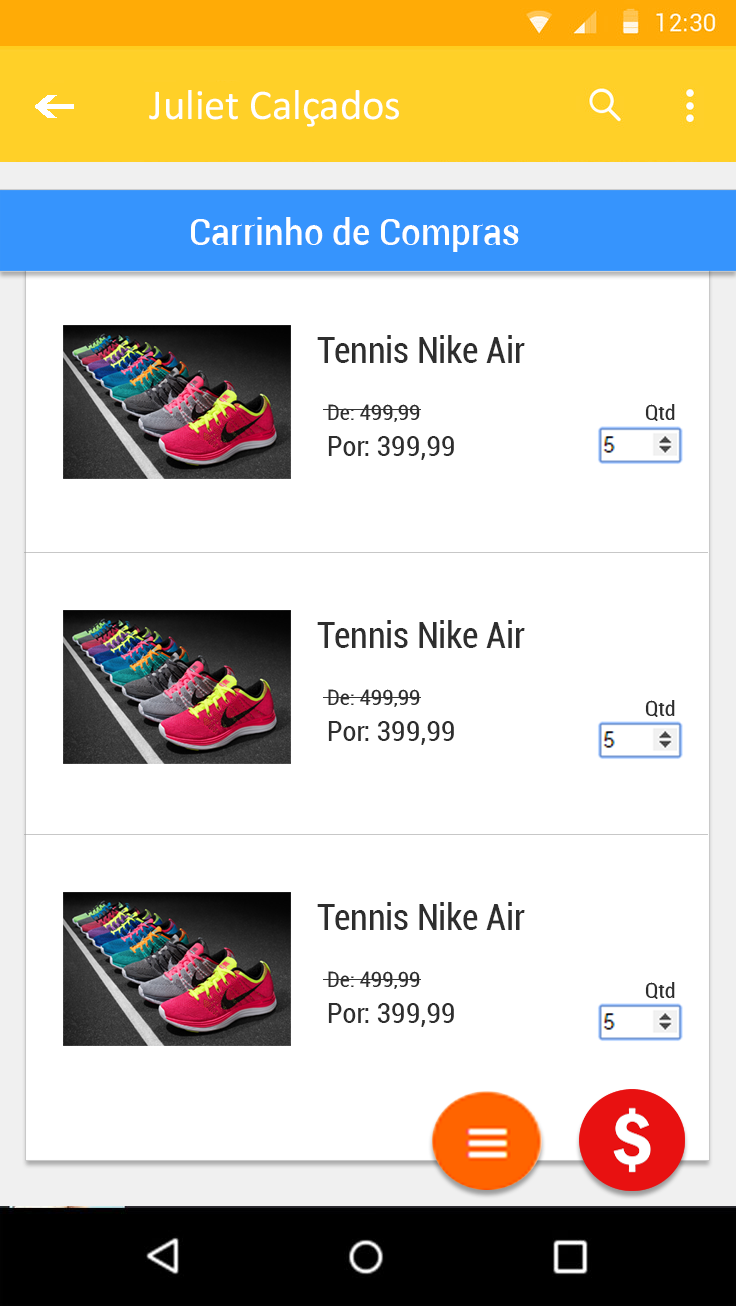 12:30
Juliet Calçados
Carrinho de Compras
Tennis Nike Air
De: 499,99
Qtd
Por: 399,99
5
Tennis Nike Air
De: 499,99
Qtd
Por: 399,99
5
Tennis Nike Air
De: 499,99
Qtd
Por: 399,99
5
$